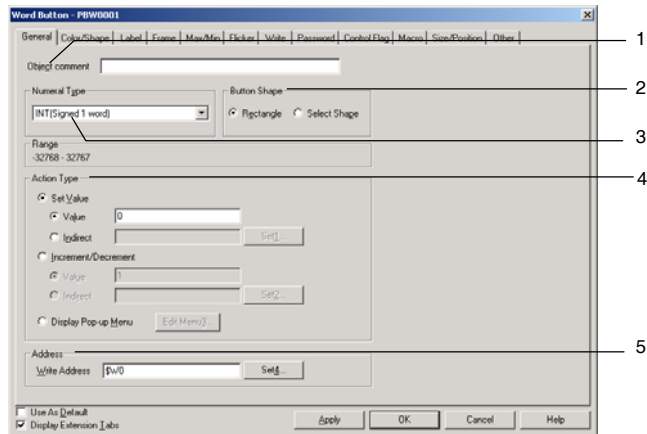 Word Button - PBW0001
General Color/Shape Label Frame Max/Min Flicker Write Password Control Flag Macro Size/Position Other
1
Object comment
Numeral Type
Button Shape
2
INT(Signed 1 word)
Rectangle Select Shape
3
Range
-32768 - 32767
Action Type
4
Set Value
Value 0
Indirect Set1...
Increment/Decrement
Value 1
Indirect Set2...
Display Pop-up Menu Edit Menu3...
Address
5
Write Address $W0 Set4...
Use As Default
Display Extension Tabs
Apply OK Cancel Help